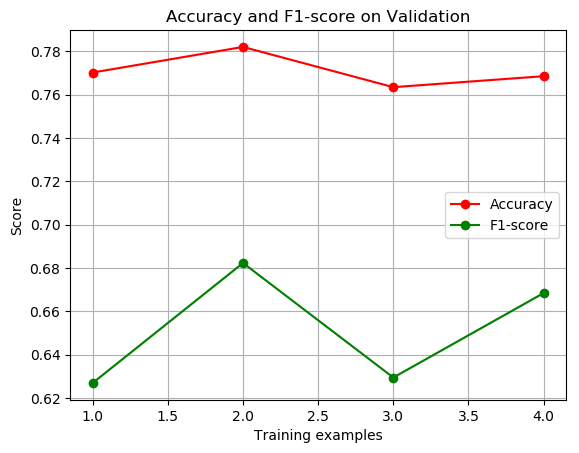 Accuracy and F1-score on Validation
Score
0.78
0.76
0.74
0.72
0.70
0.68
0.66
0.64
0.62
Accuracy
F1-score
1.0 1.5 2.0 2.5 3.0 3.5 4.0
Training examples